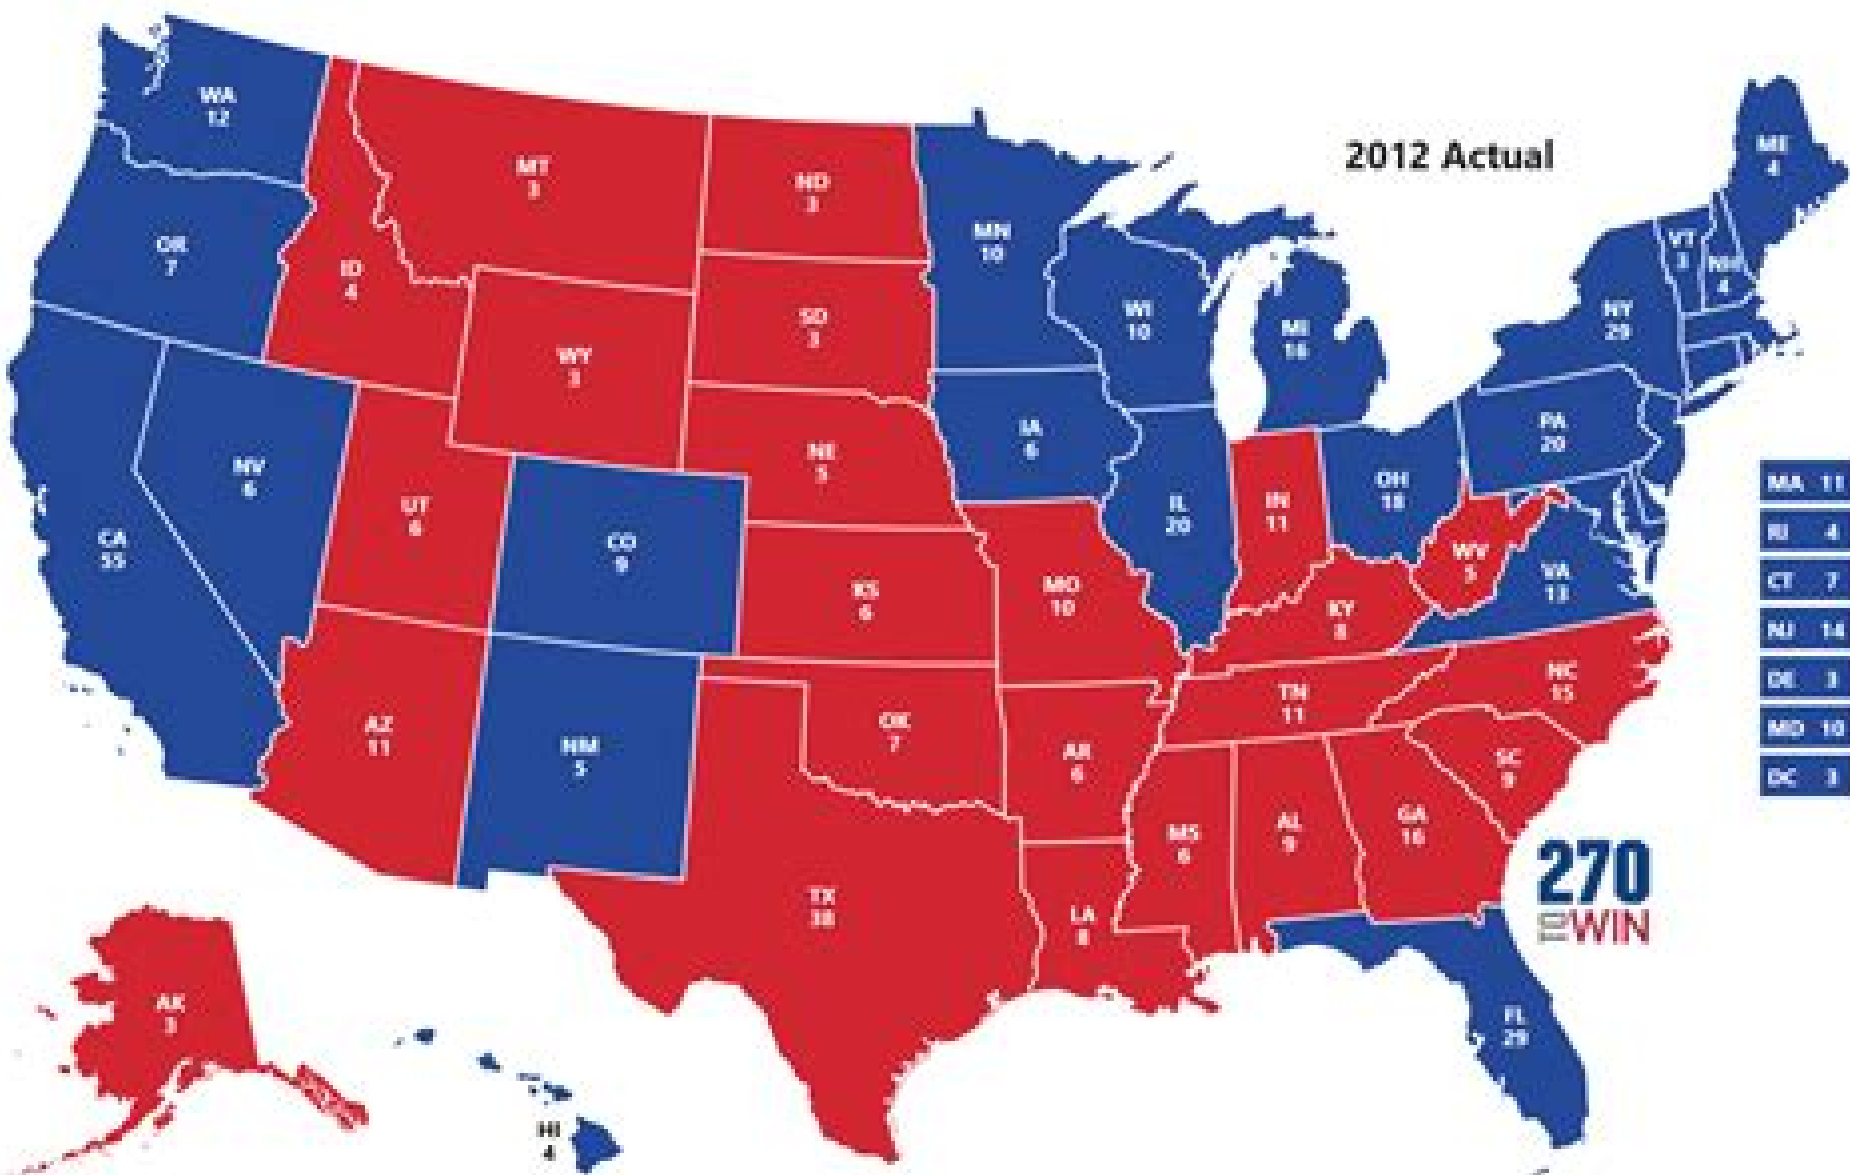 WA
12
OR
7
CA
55
NV
6
ID
4
MT
3
WY
3
UT
6
AZ
11
CO
9
NM
5
ND
3
SD
3
NE
5
KS
6
OK
7
TX
38
MN
10
IA
6
MO
10
AR
6
LA
8
WI
10
IL
20
MI
16
IN
11
OH
18
KY
8
TN
11
MS
6
AL
9
GA
16
FL
29
SC
9
NC
15
VA
13
WV
5
PA
20
NY
29
VT
3
NH
4
ME
4
2012 Actual
MA 11
RI 4
CT 7
NJ 14
DE 3
MD 10
DC 3
270
TO WIN
AK
3
HI
4